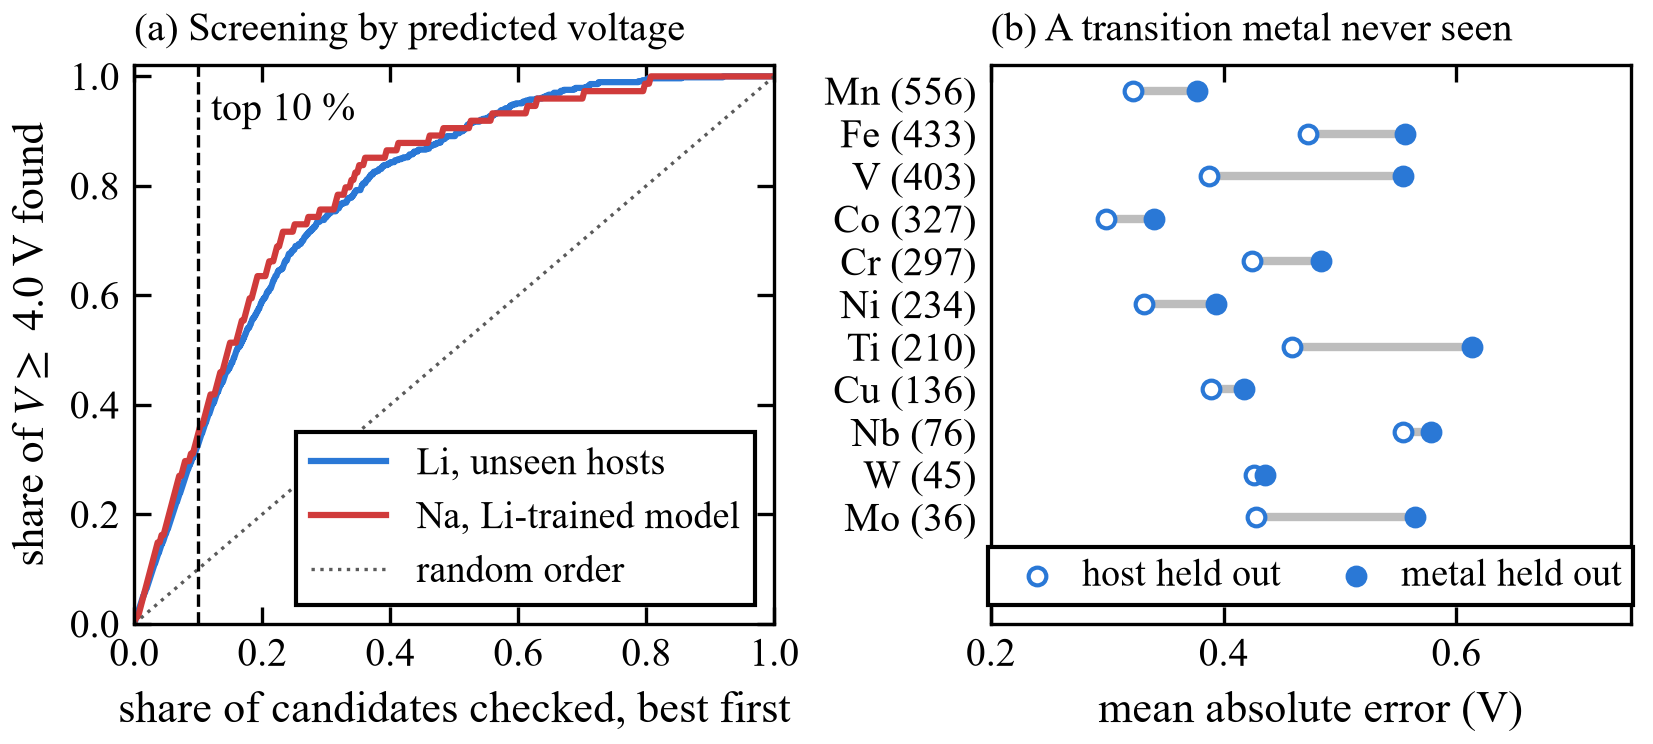 (a) Screening by predicted voltage
share of V ≥ 4.0 V found
1.0
0.8
0.6
0.4
0.2
0.0
top 10 %
Li, unseen hosts
Na, Li-trained model
random order
0.0 0.2 0.4 0.6 0.8 1.0
share of candidates checked, best first
(b) A transition metal never seen
Mn (556)
Fe (433)
V (403)
Co (327)
Cr (297)
Ni (234)
Ti (210)
Cu (136)
Nb (76)
W (45)
Mo (36)
host held out metal held out
0.2 0.4 0.6
mean absolute error (V)